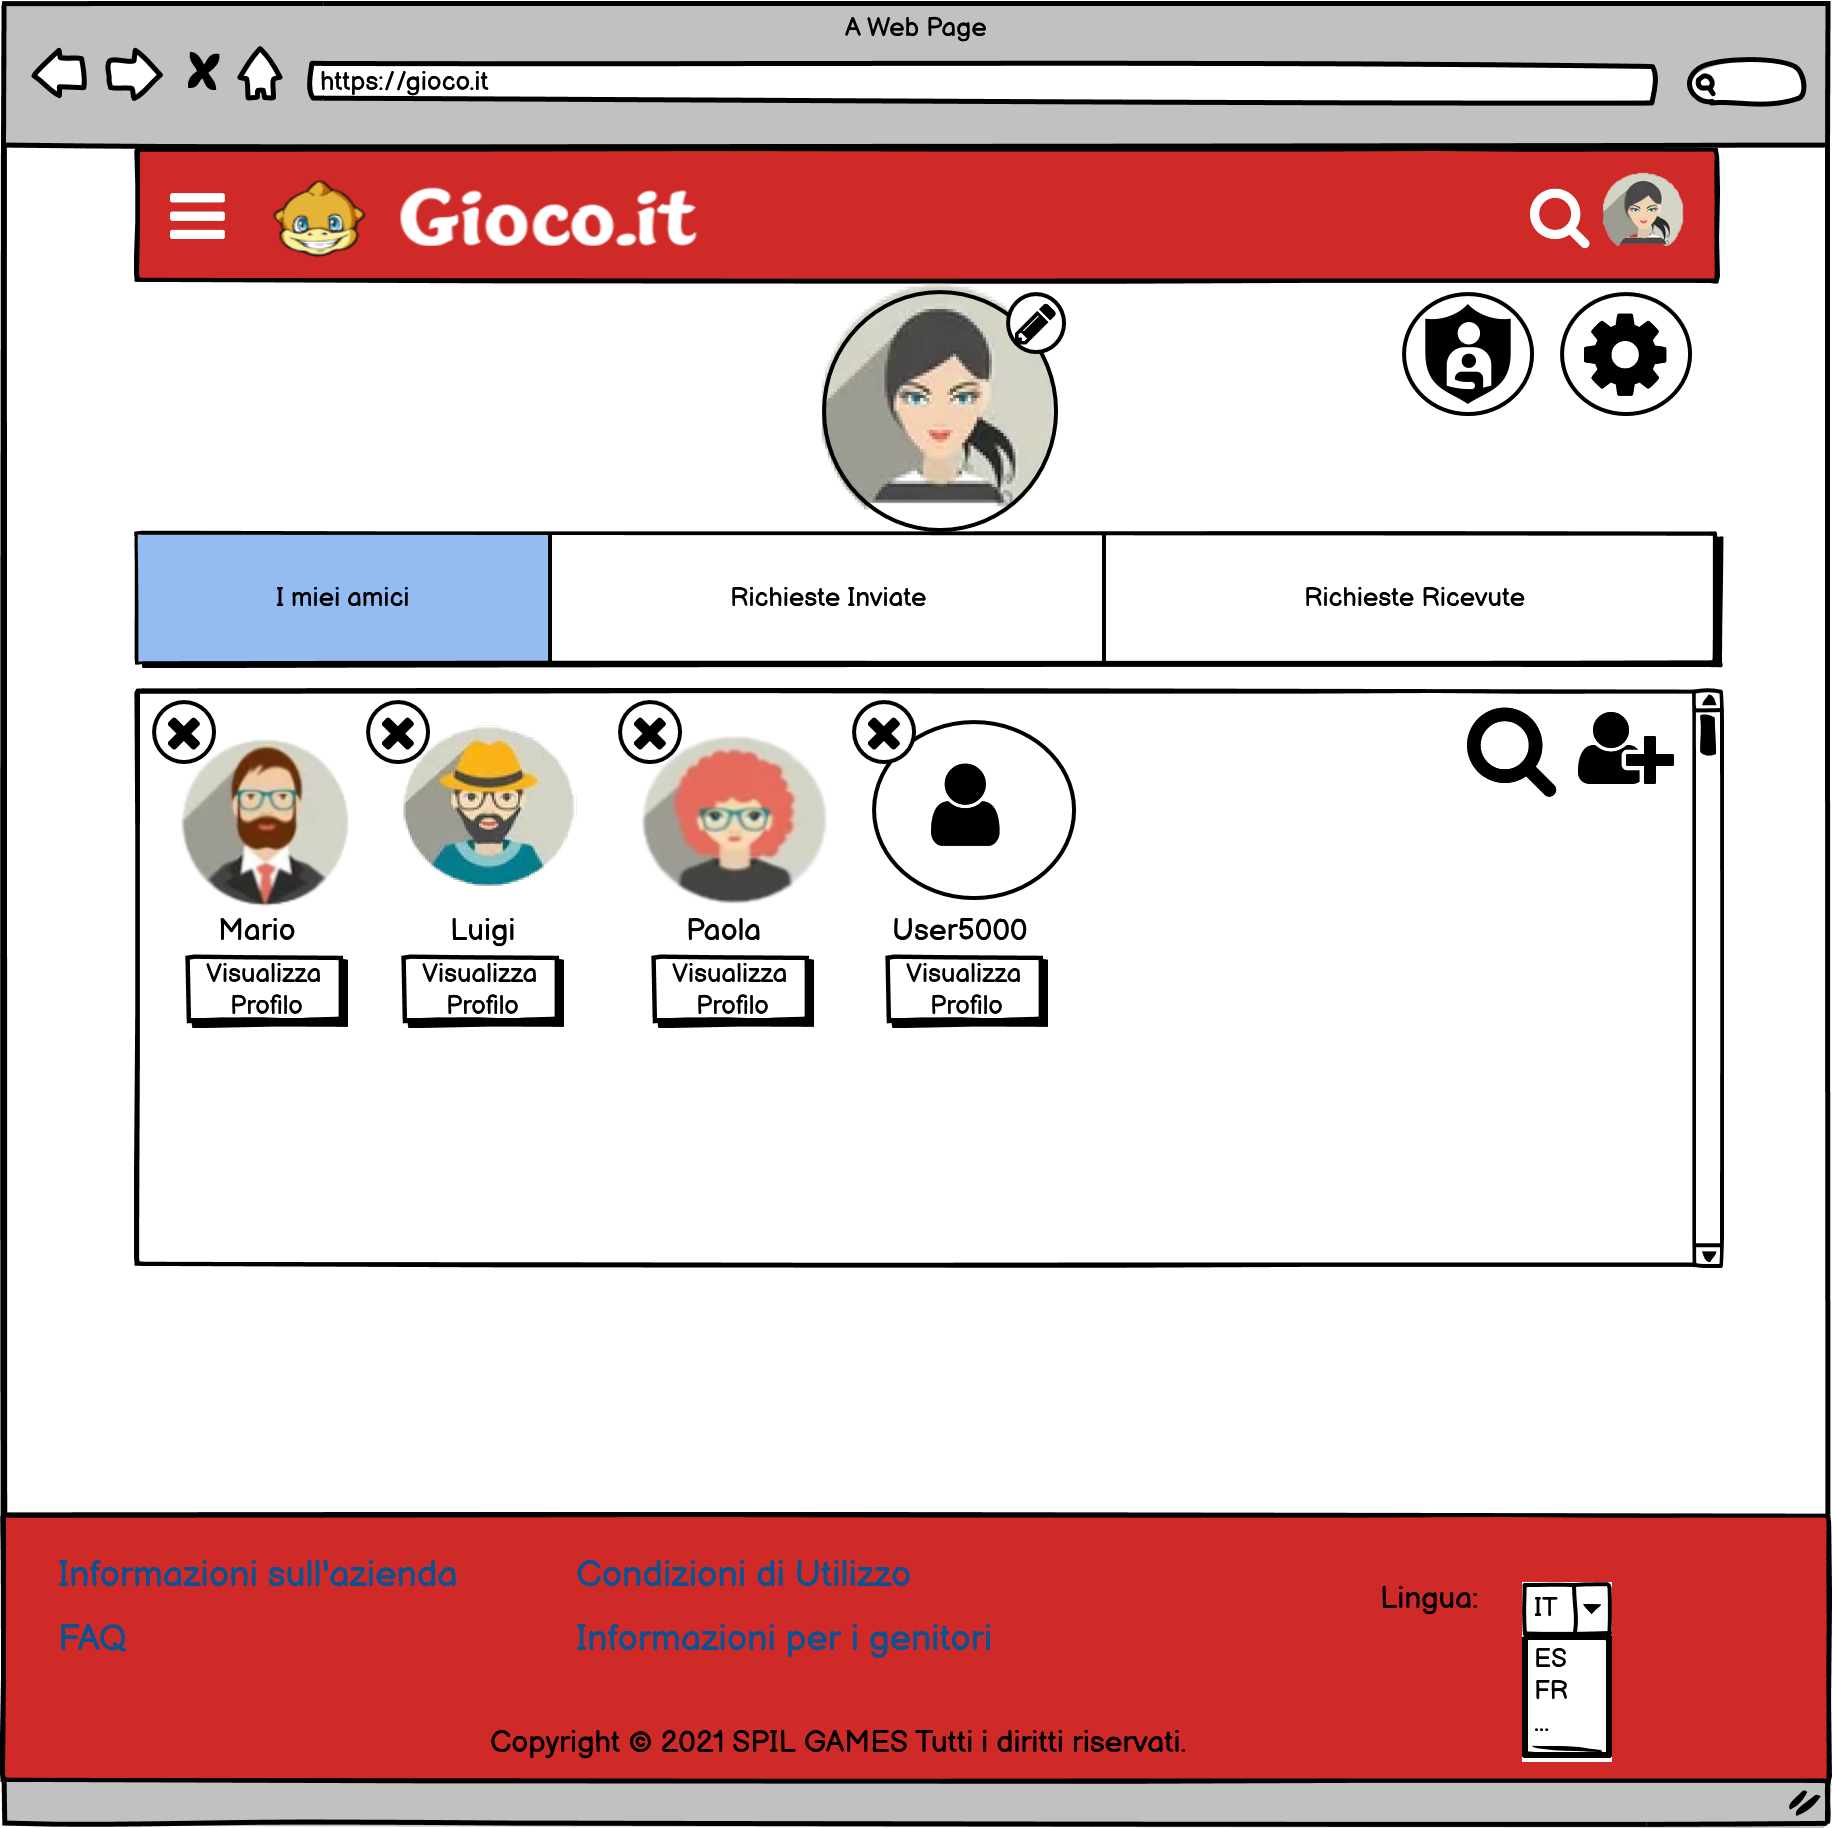 A Web Page
https://gioco.it
Gioco.it
I miei amici
Richieste Inviate
Richieste Ricevute
Mario
Luigi
Paola
User5000
Visualizza
Profilo
Visualizza
Profilo
Visualizza
Profilo
Visualizza
Profilo
Informazioni sull'azienda
Condizioni di Utilizzo
FAQ
Informazioni per i genitori
Lingua:
IT
ES
FR
...
Copyright © 2021 SPIL GAMES Tutti i diritti riservati.